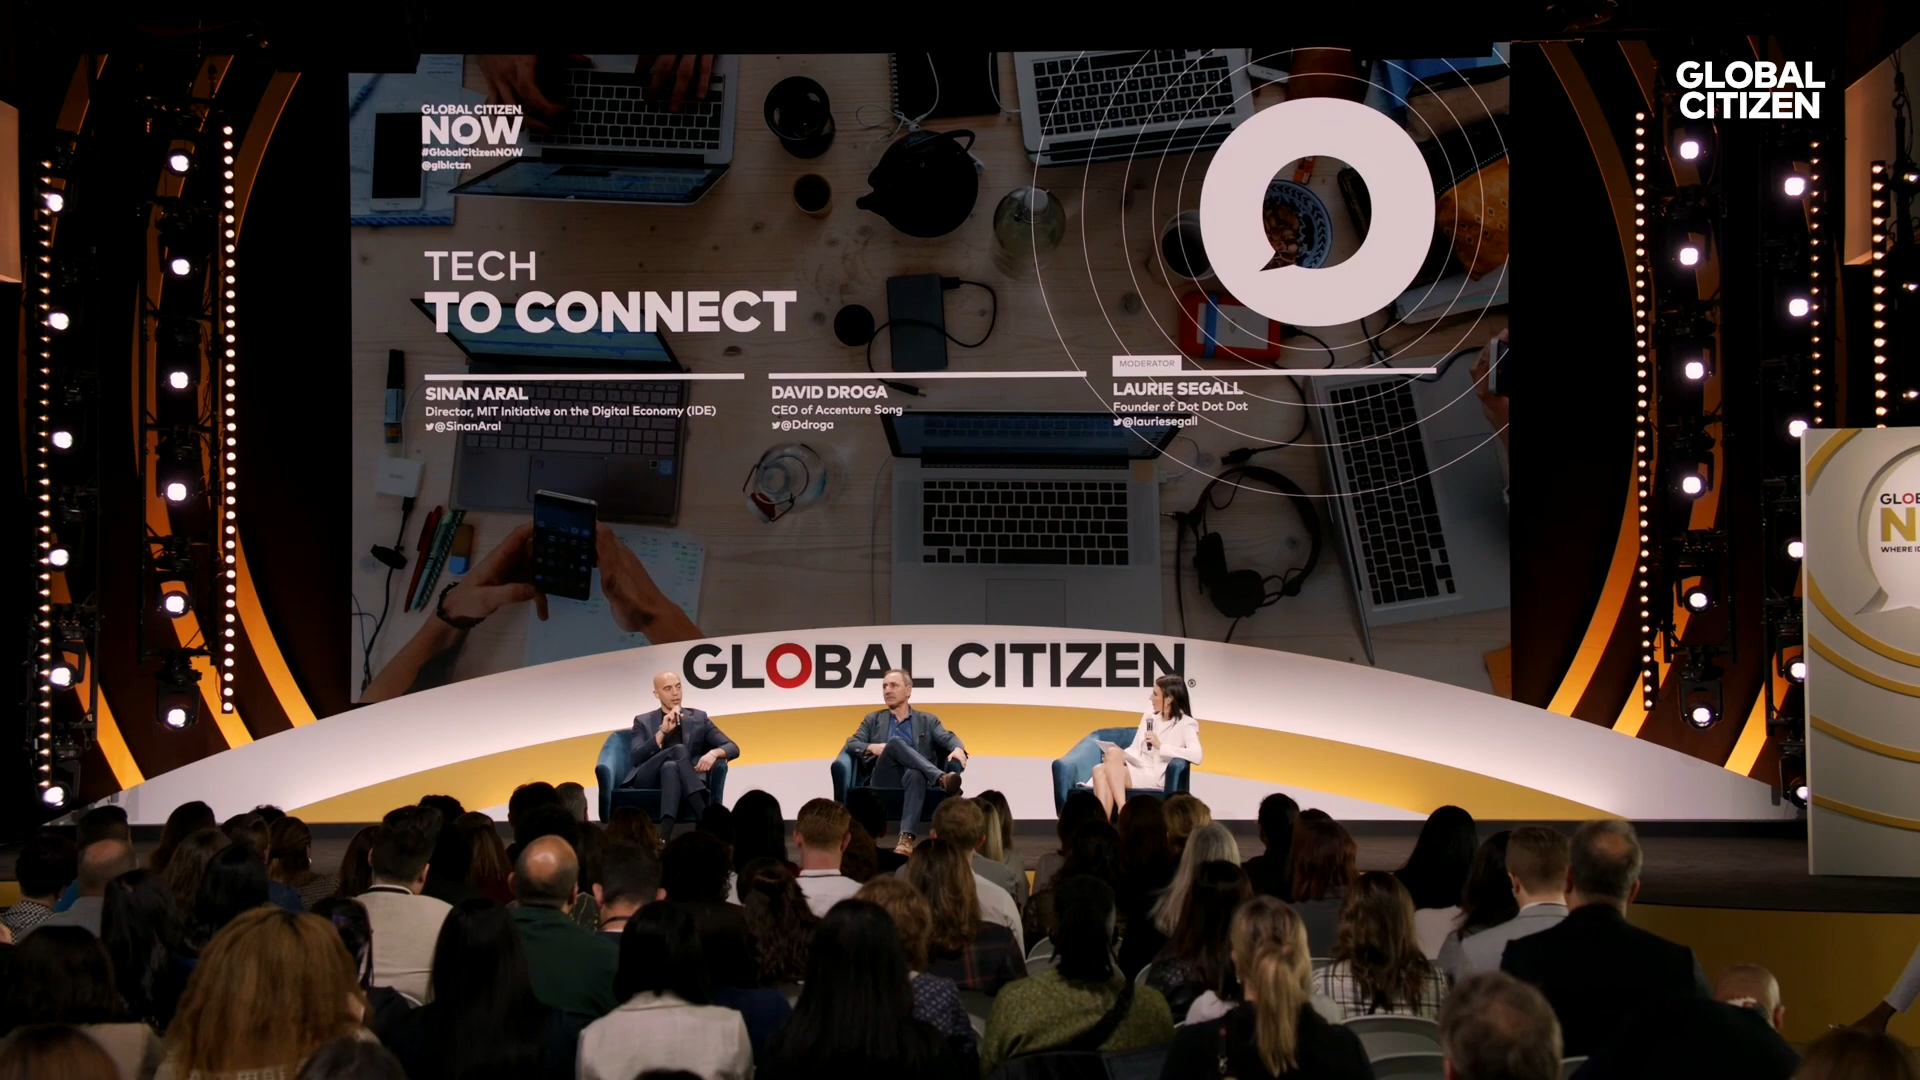 GLOBAL CITIZEN
NOW
#GlobalCitizenNOW
@glblctzn
GLOBAL
CITIZEN
TECH
TO CONNECT
SINAN ARAL
Director, MIT Initiative on the Digital Economy (IDE)
@SinanAral
DAVID DROGA
CEO of Accenture Song
@Ddroga
MODERATOR
LAURIE SEGALL
Founder of Dot Dot Dot
@lauriesegall
GLOBAL CITIZEN®